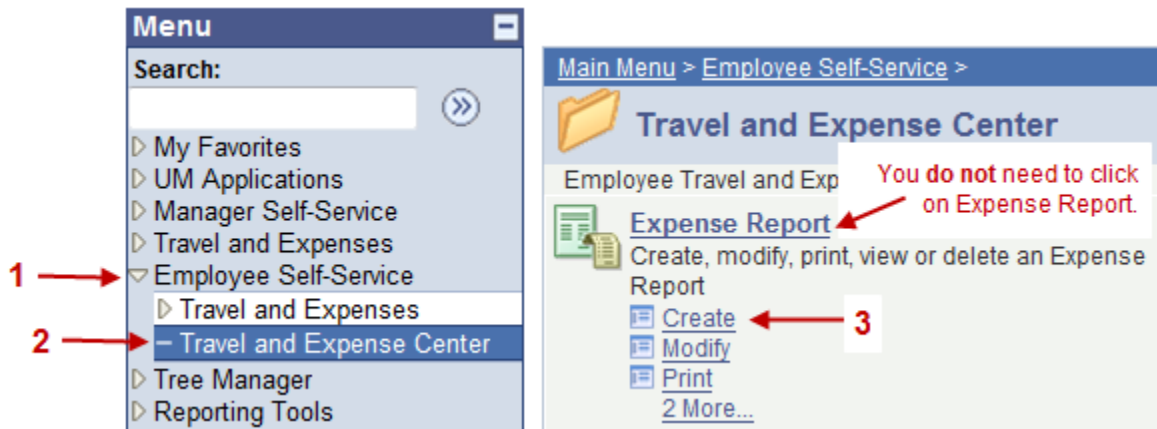 Menu
Search:
My Favorites
UM Applications
Manager Self-Service
Travel and Expenses
1
Employee Self-Service
Travel and Expenses
2
Travel and Expense Center
Tree Manager
Reporting Tools
Main Menu > Employee Self-Service >
Travel and Expense Center
Employee Travel and Exp
You do not need to click
on Expense Report.
Expense Report
Create, modify, print, view or delete an Expense
Report
Create
3
Modify
Print
2 More...